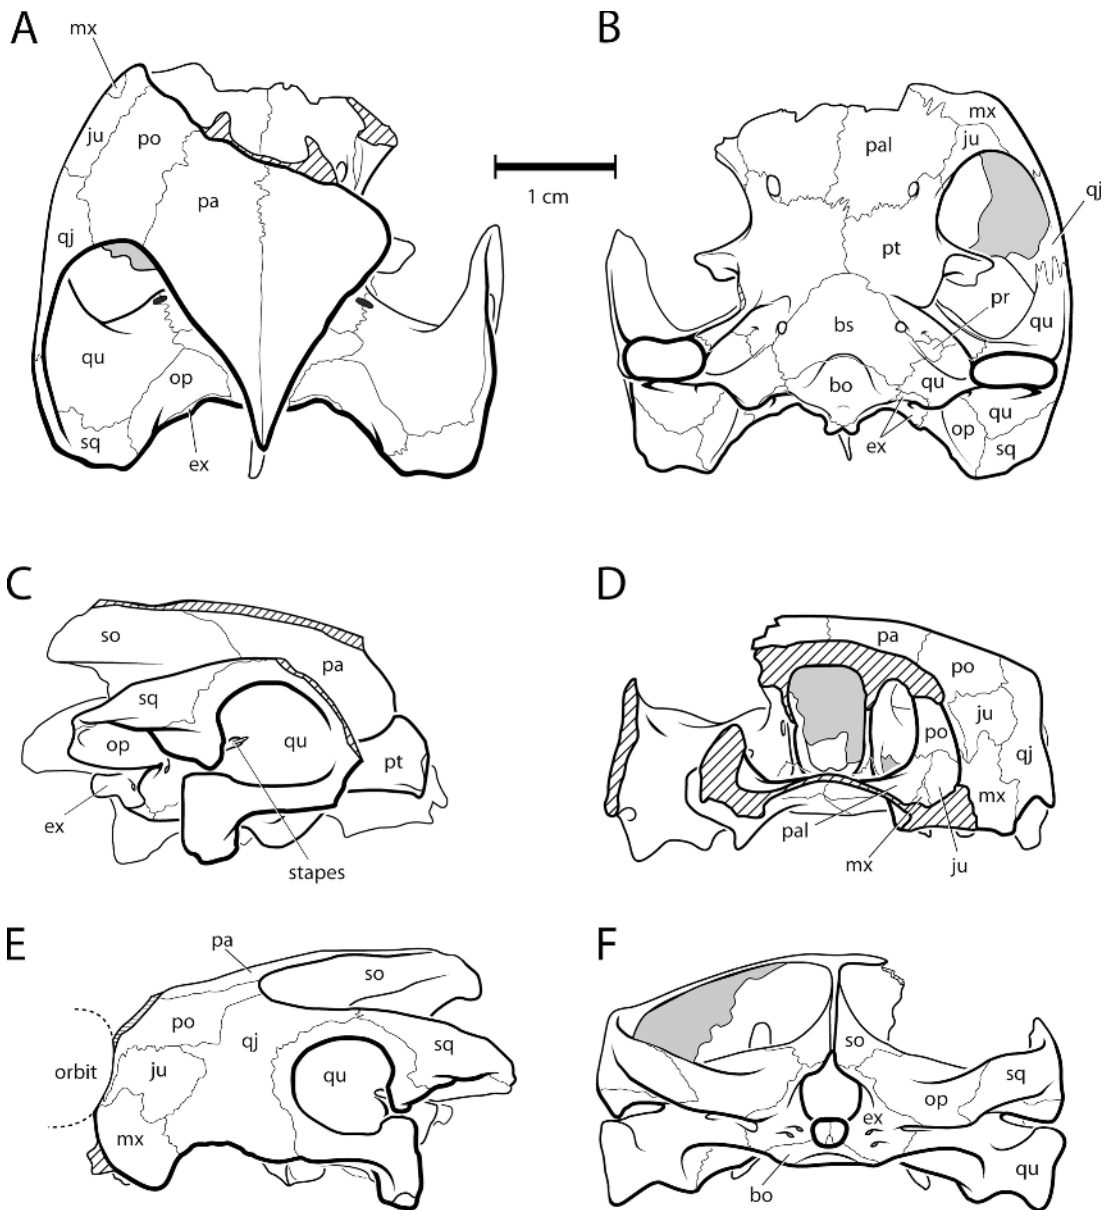 A
mx
ju
po
pa
qj
qu
op
sq
ex
1 cm
B
mx
ju
pal
qj
pt
pr
bs
qu
bo
qu
qu
op
sq
ex
C
so
pa
sq
op
qu
pt
ex
stapes
D
pa
po
ju
po
qj
mx
pal
mx
ju
E
pa
so
po
qj
sq
orbit
ju
qu
mx
F
so
sq
op
ex
qu
bo